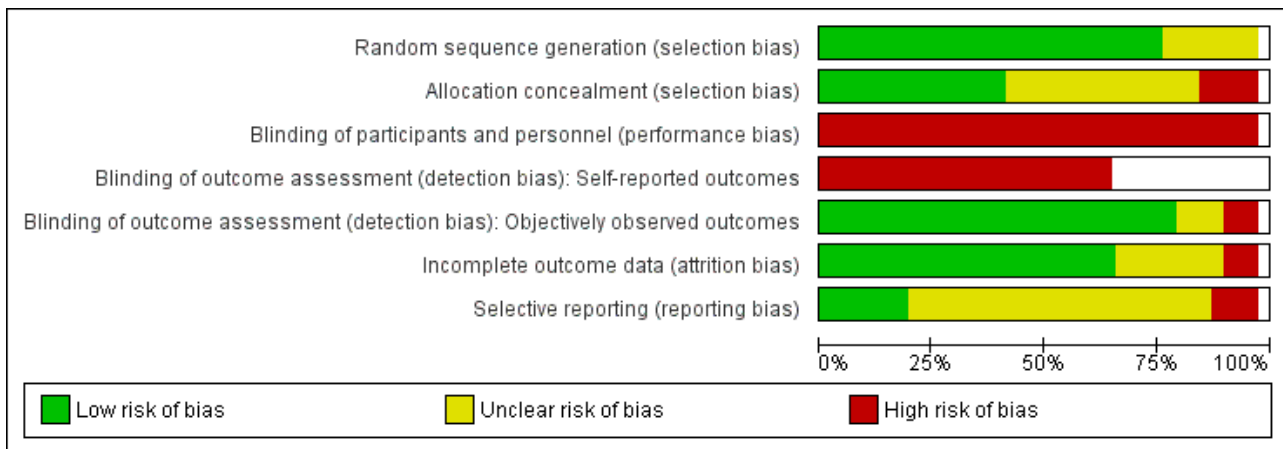 Random sequence generation (selection bias)
Allocation concealment (selection bias)
Blinding of participants and personnel (performance bias)
Blinding of outcome assessment (detection bias): Self-reported outcomes
Blinding of outcome assessment (detection bias): Objectively observed outcomes
Incomplete outcome data (attrition bias)
Selective reporting (reporting bias)
0% 25% 50% 75% 100%
Low risk of bias Unclear risk of bias High risk of bias